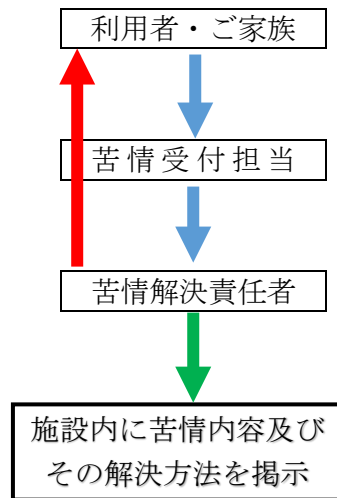 利用者・ご家族
苦情受付担当
苦情解決責任者
施設内に苦情内容及び
その解決方法を掲示